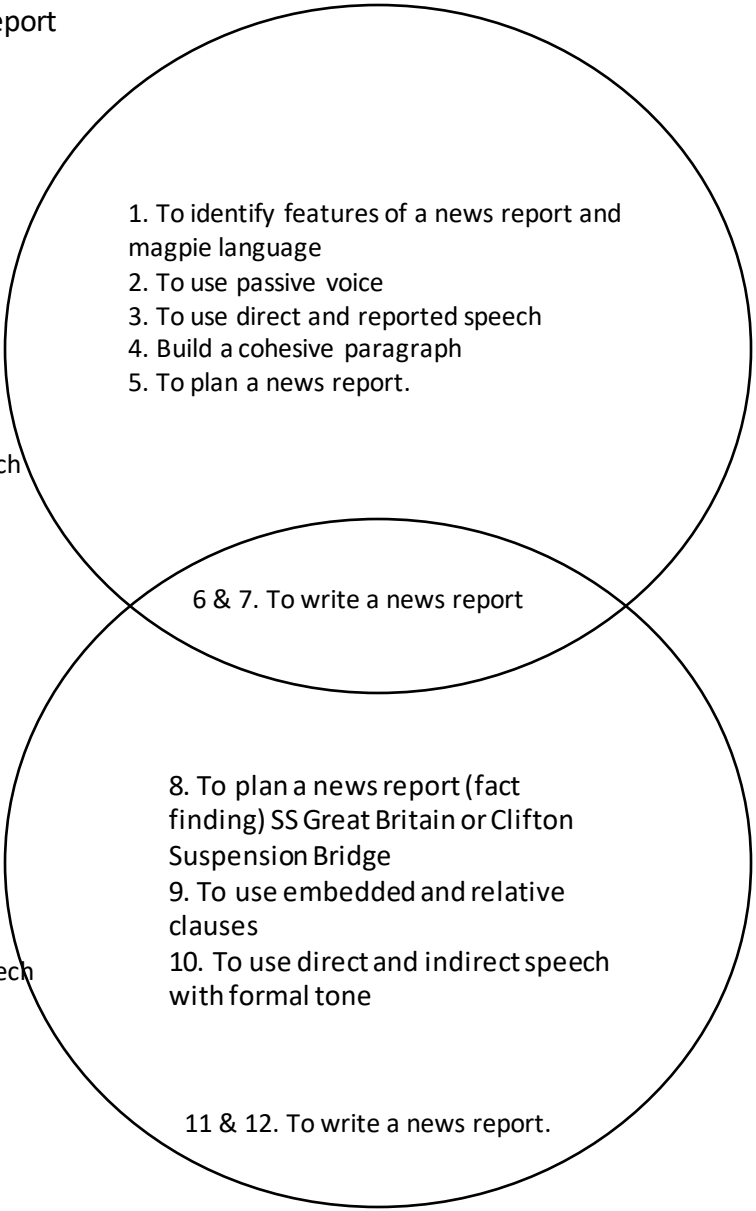 1. To identify features of a news report and
magpie language
2. To use passive voice
3. To use direct and reported speech
4. Build a cohesive paragraph
5. To plan a news report.
6 & 7. To write a news report
8. To plan a news report (fact
finding) SS Great Britain or Clifton
Suspension Bridge
9. To use embedded and relative
clauses
10. To use direct and indirect speech
with formal tone
11 & 12. To write a news report.